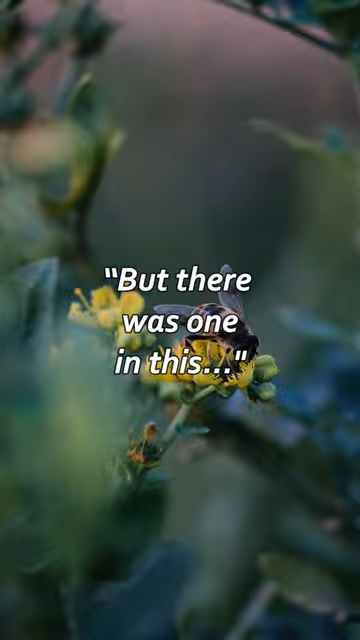 “But there
was one
in this..."